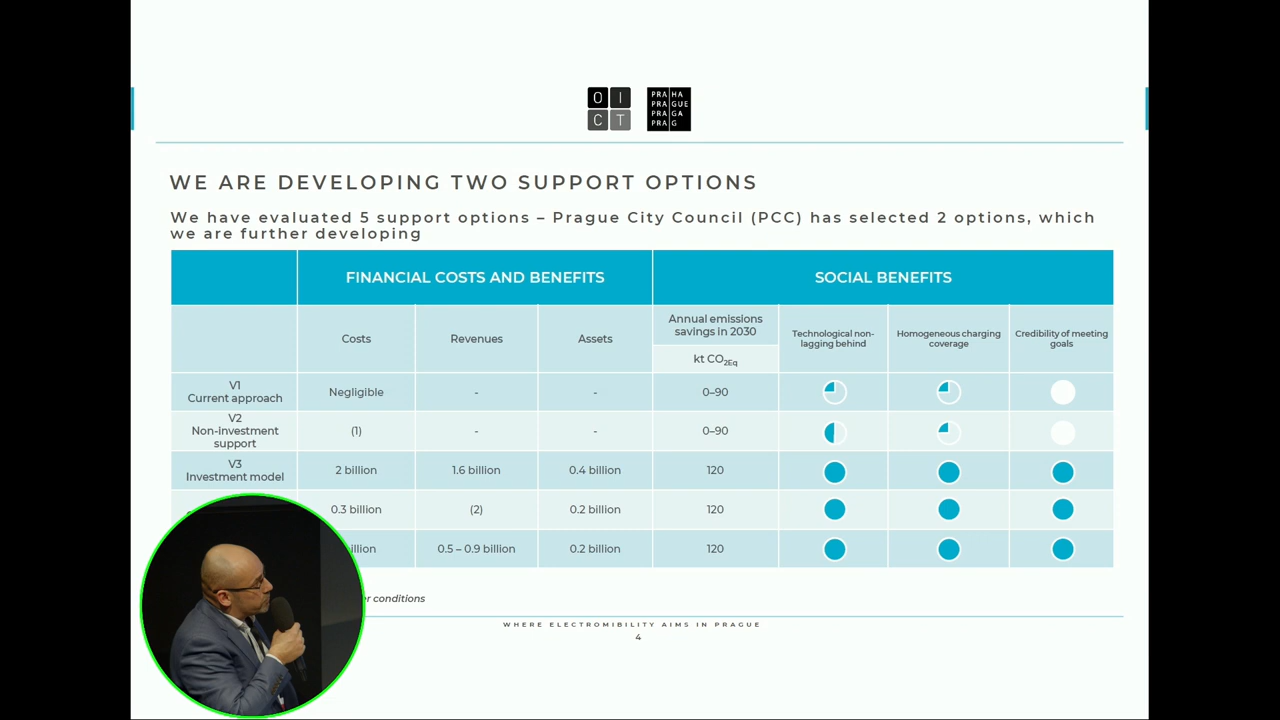 O I
C T
PRA HA
PRA GUE
PRA GA
PRA G
WE ARE DEVELOPING TWO SUPPORT OPTIONS
We have evaluated 5 support options – Prague City Council (PCC) has selected 2 options, which
we are further developing
FINANCIAL COSTS AND BENEFITS SOCIAL BENEFITS
Costs Revenues Assets Annual emissions savings in 2030 Technological non-lagging behind Homogeneous charging coverage Credibility of meeting goals
kt CO2Eq
V1
Current approach Negligible - - 0–90
V2
Non-investment
support (1) - - 0–90
V3
Investment model 2 billion 1.6 billion 0.4 billion 120
0.3 billion (2) 0.2 billion 120
0.5 – 0.9 billion 0.2 billion 120
conditions
WHERE ELECTROMIBILITY AIMS IN PRAGUE
4